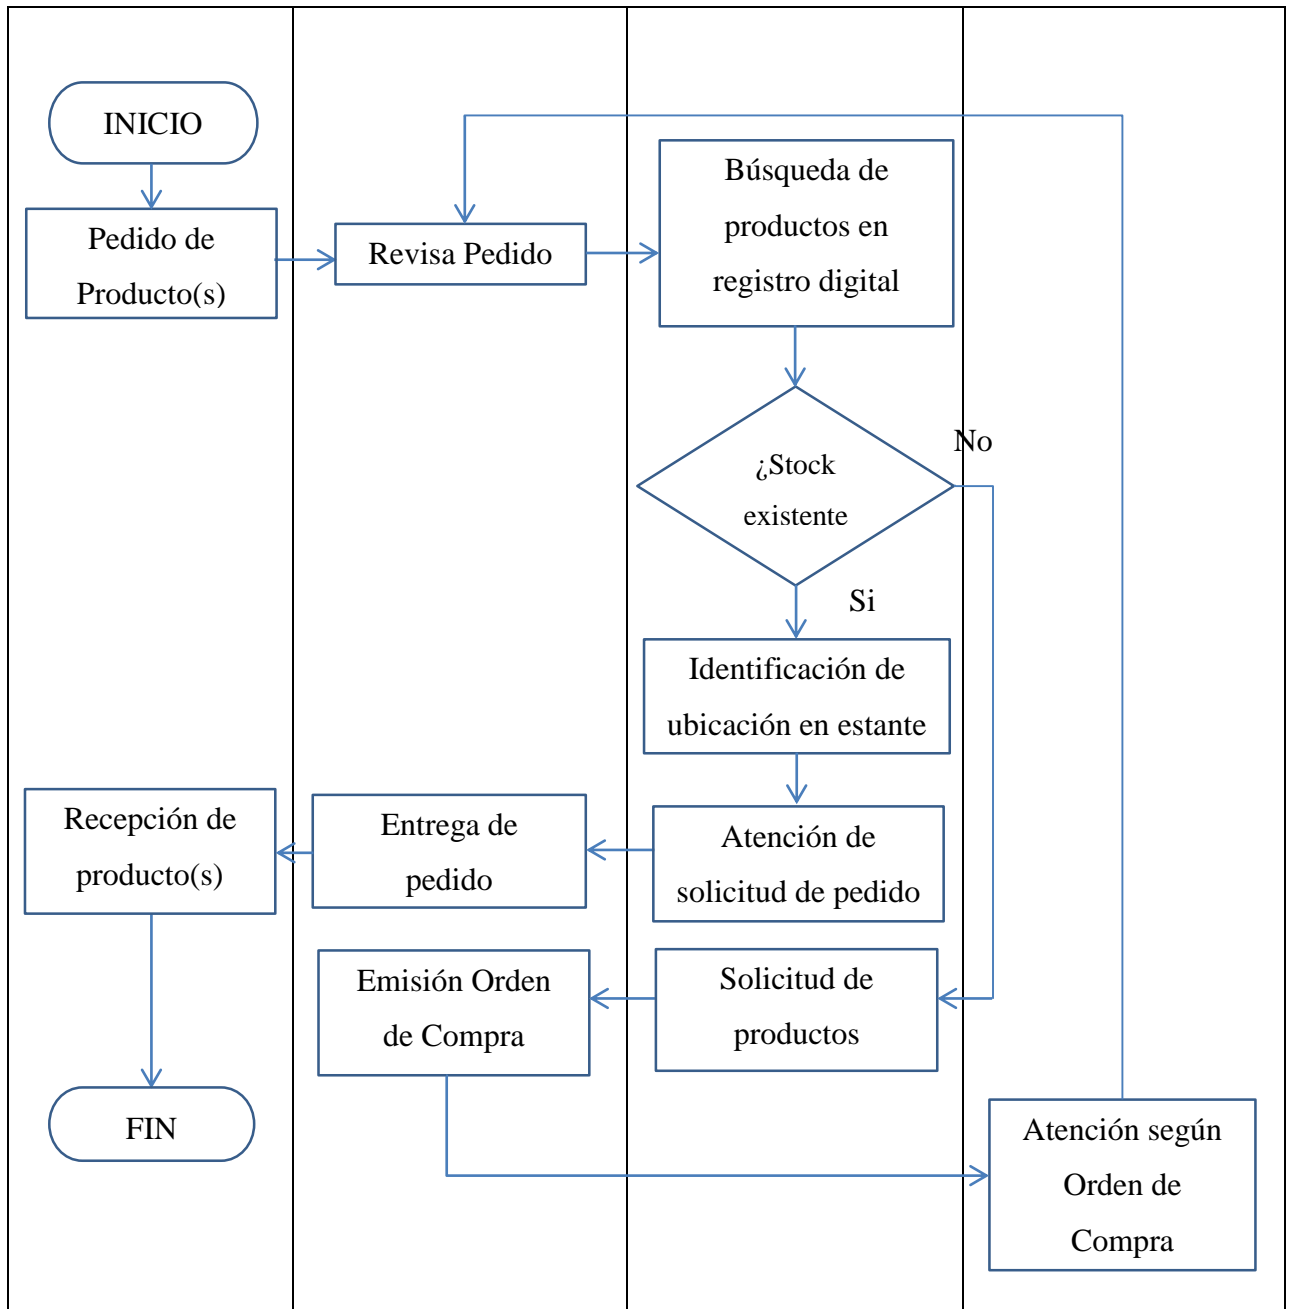 INICIO
Pedido de
Producto(s)
Revisa Pedido
Búsqueda de
productos en
registro digital
¿Stock
existente
No
Si
Identificación de
ubicación en estante
Atención de
solicitud de pedido
Entrega de
pedido
Recepción de
producto(s)
Solicitud de
productos
Emisión Orden
de Compra
FIN
Atención según
Orden de
Compra